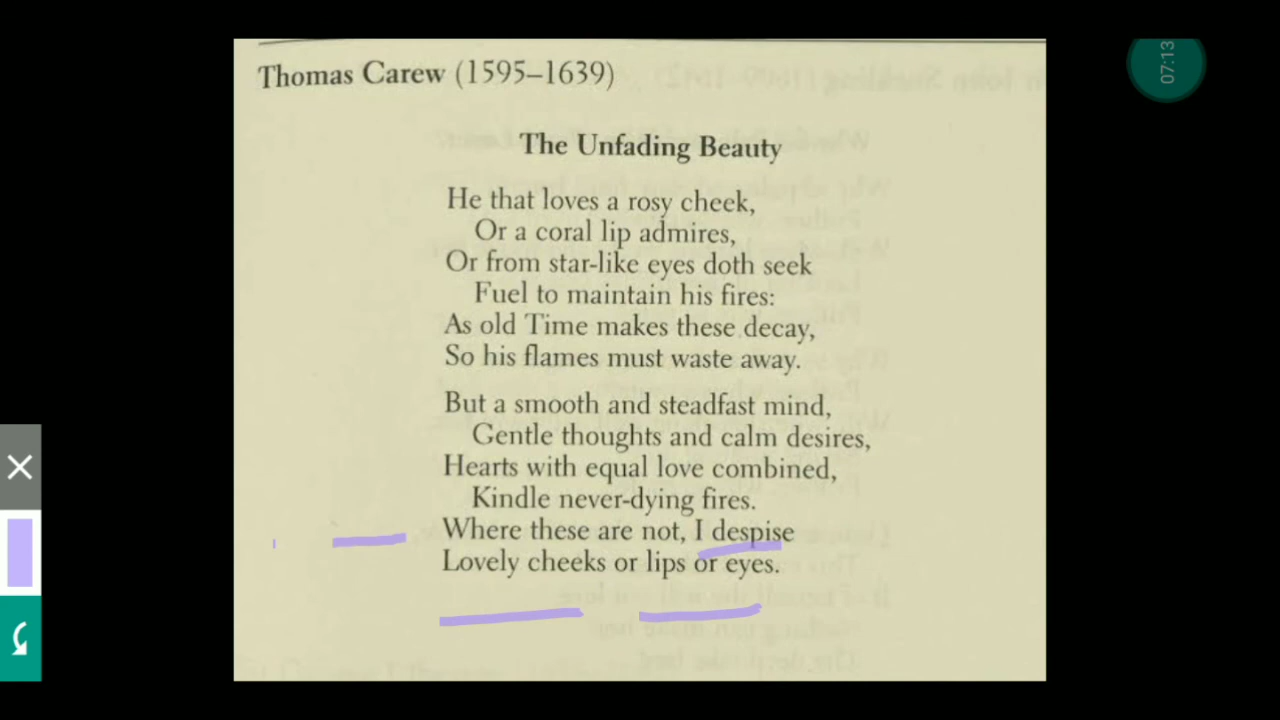 07:13
Thomas Carew (1595–1639)
The Unfading Beauty
He that loves a rosy cheek,
Or a coral lip admires,
Or from star-like eyes doth seek
Fuel to maintain his fires:
As old Time makes these decay,
So his flames must waste away.
But a smooth and steadfast mind,
Gentle thoughts and calm desires,
Hearts with equal love combined,
Kindle never-dying fires.
Where these are not, I despise
Lovely cheeks or lips or eyes.